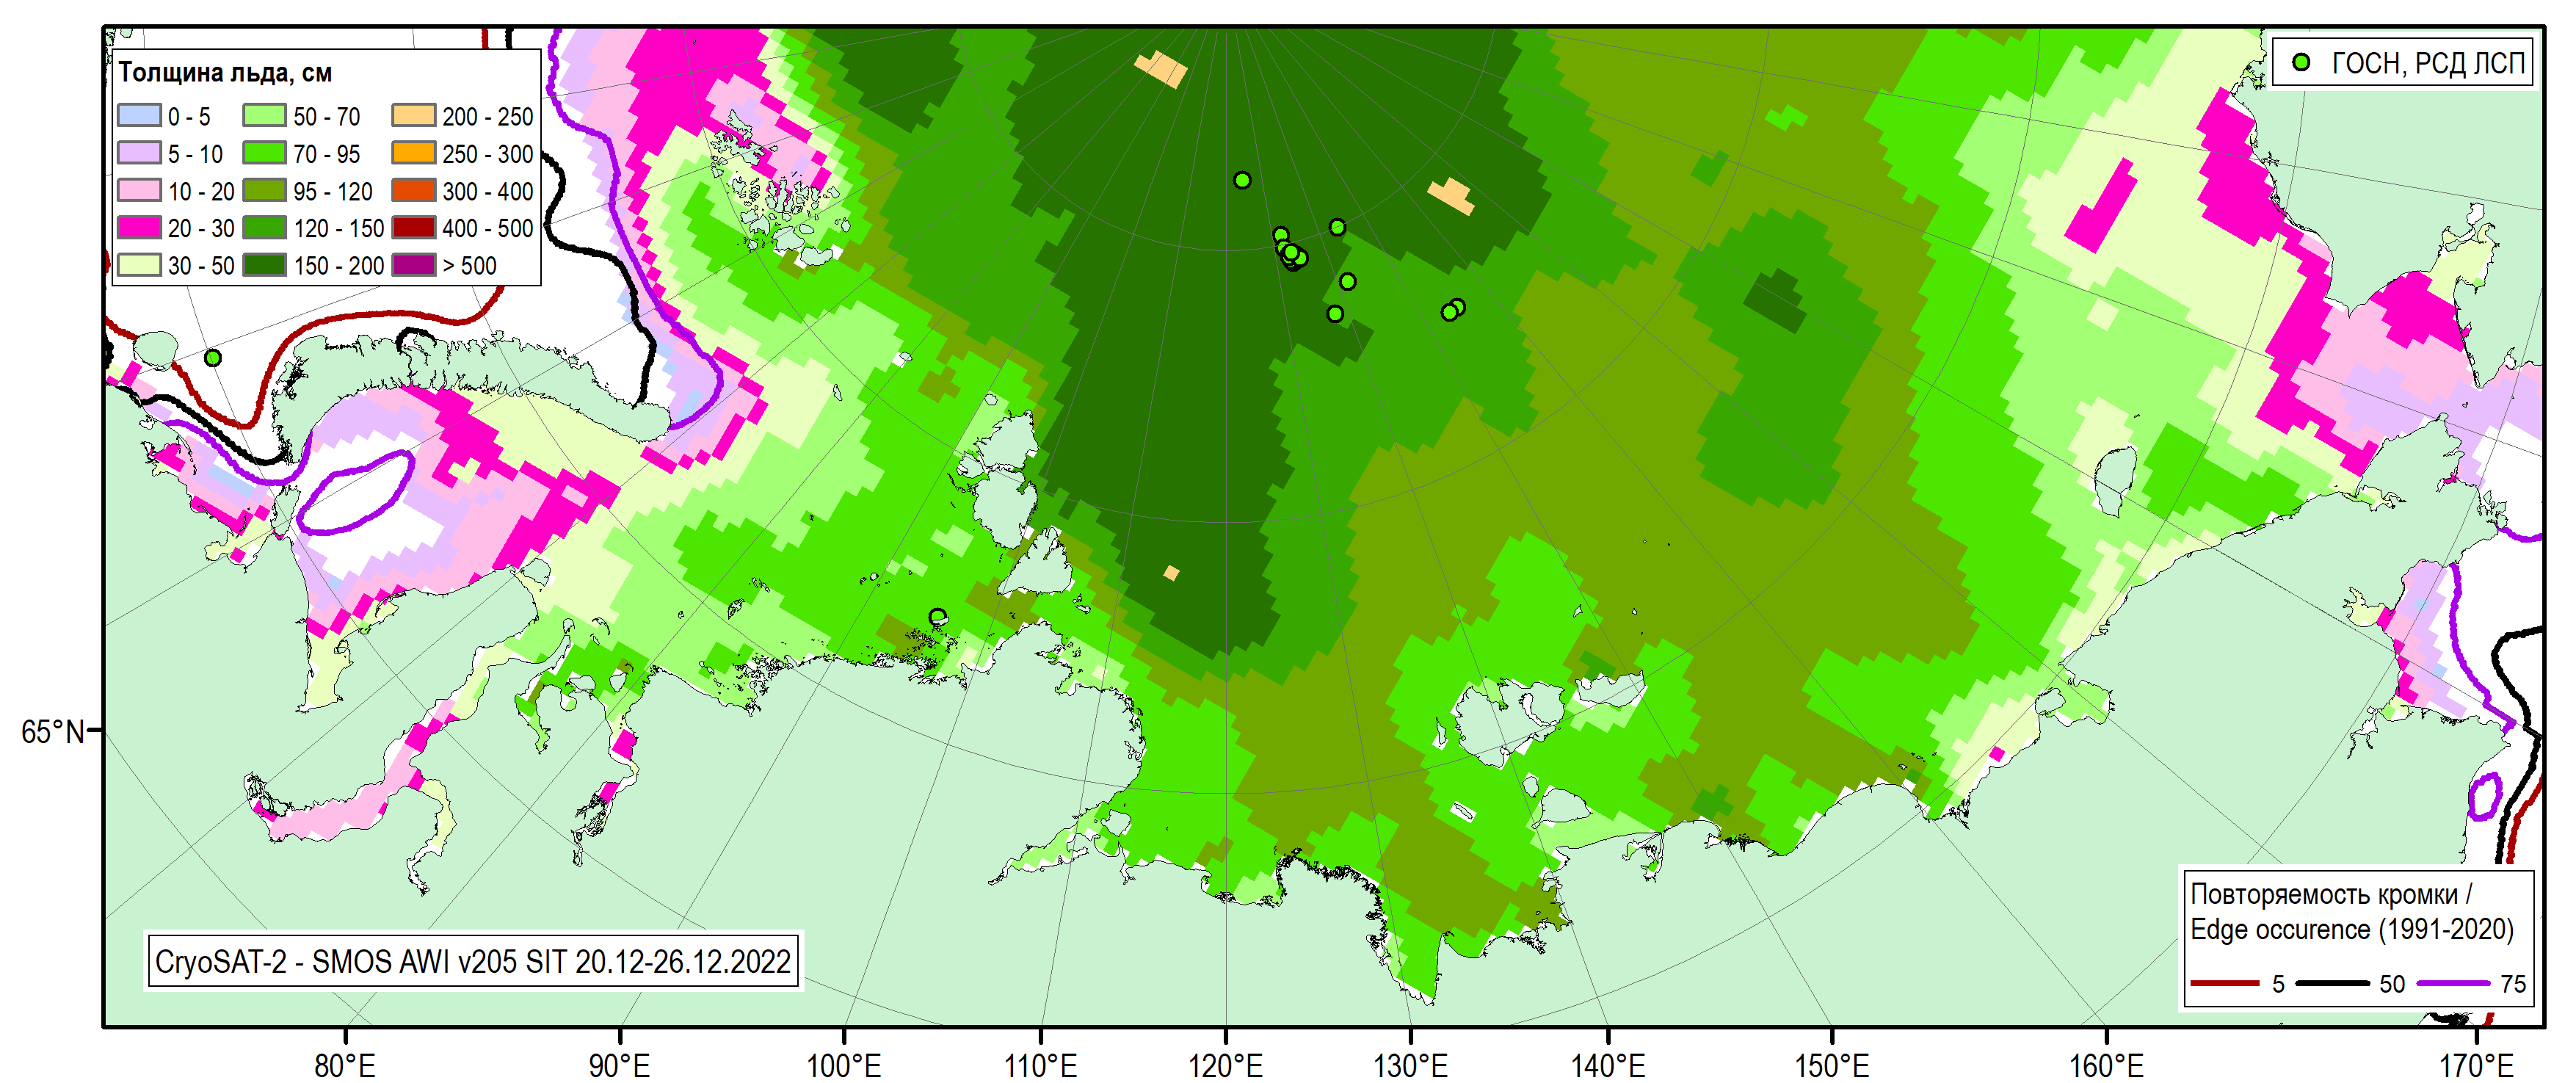 Толщина льда, см
0 - 5
50 - 70
200 - 250
5 - 10
70 - 95
250 - 300
10 - 20
95 - 120
300 - 400
20 - 30
120 - 150
400 - 500
30 - 50
150 - 200
> 500
ГОСН, РСД ЛСП
65°N
CryoSAT-2 - SMOS AWI v205 SIT 20.12-26.12.2022
Повторяемость кромки /
Edge occurence (1991-2020)
5 50 75
80°E 90°E 100°E 110°E 120°E 130°E 140°E 150°E 160°E 170°E